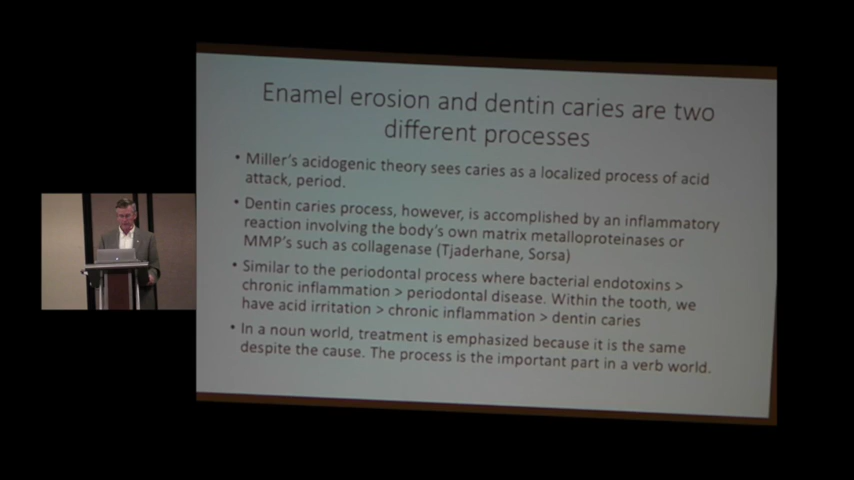 Enamel erosion and dentin caries are two
different processes
• Miller's acidogenic theory sees caries as a localized process of acid
attack, period.
• Dentin caries process, however, is accomplished by an inflammatory
reaction involving the body's own matrix metalloproteinases or
MMP's such as collagenase (Tjaderhane, Sorsa)
• Similar to the periodontal process where bacterial endotoxins >
chronic inflammation > periodontal disease. Within the tooth, we
have acid irritation > chronic inflammation > dentin caries
• In a noun world, treatment is emphasized because it is the same
despite the cause. The process is the important part in a verb world.